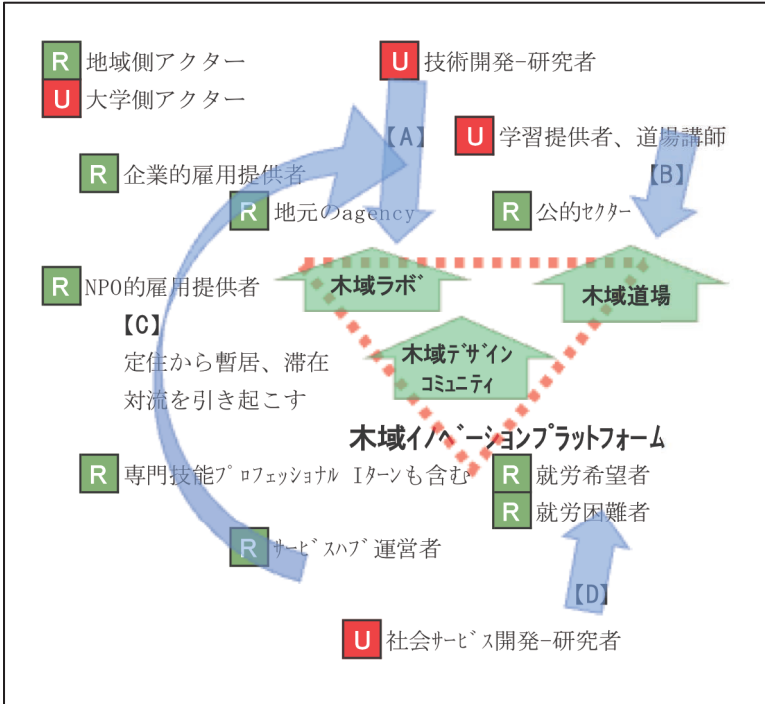 R 地域側アクター
U 大学側アクター
U 技術開発-研究者
【A】
U 学習提供者、道場講師
【B】
R 企業的雇用提供者
R 地元のagency
R 公的セクター
R NPO的雇用提供者
木域ラボ
木域道場
【C】
定住から暫居、滞在
対流を引き起こす
木域デザイン
コミュニティ
木域イノベーションプラットフォーム
R 専門技能プロフェッショナル Iターンも含む
R 就労希望者
R 就労困難者
R サービスハブ運営者
【D】
U 社会サービス開発-研究者